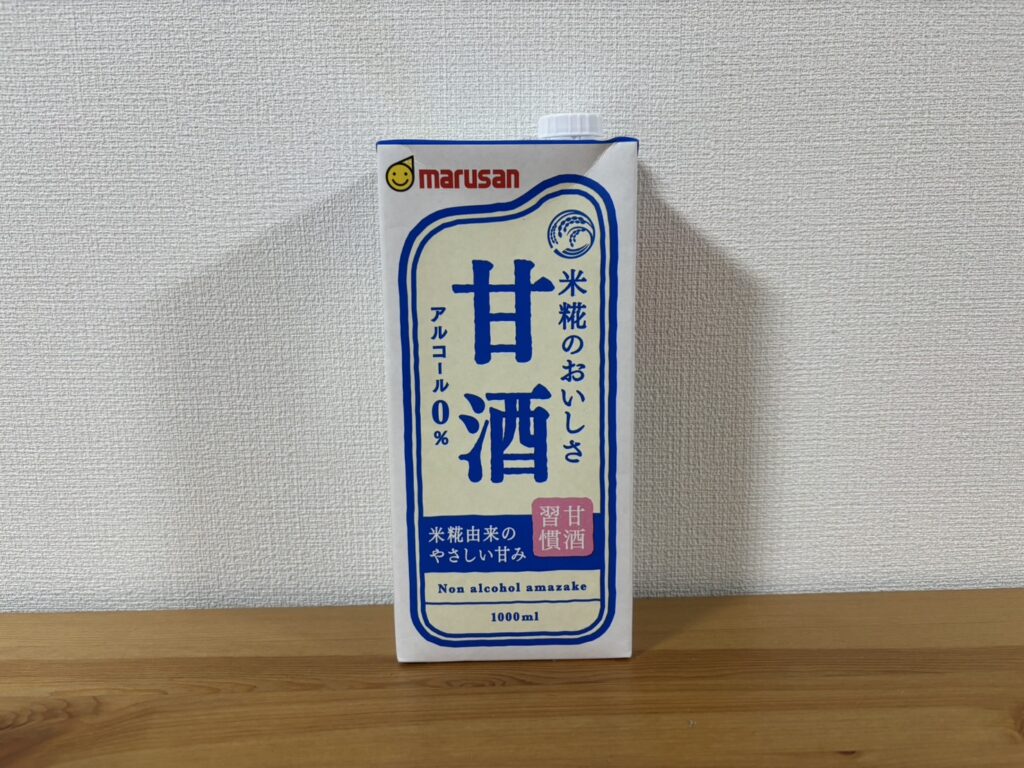 marusan
米糀のおいしさ
甘酒
アルコール0%
甘酒
習慣
米糀由来の
やさしい甘み
Non alcohol amazake
1000ml